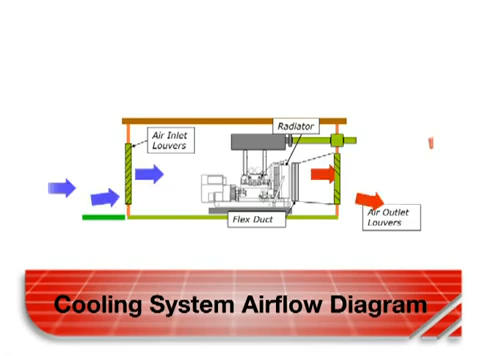 Air Inlet
Louvers
Radiator
Flex Duct
Air Outlet
Louvers
Cooling System Airflow Diagram